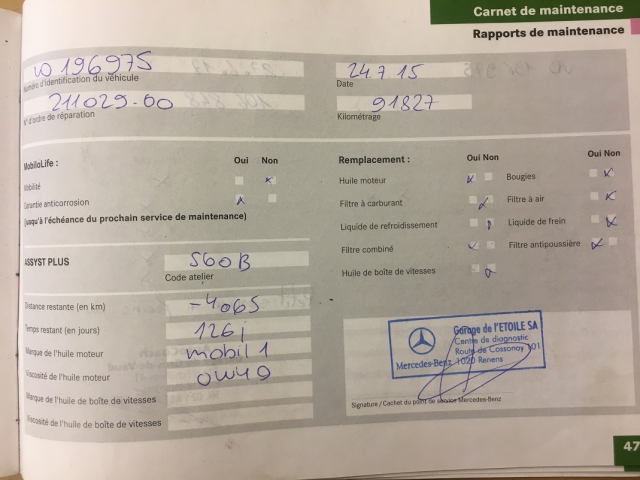 Carnet de maintenance
Rapports de maintenance
WO 196975
Numéro d'identification du véhicule
24 7 15
Date
211029-00
N° d'ordre de réparation
91827
Kilométrage
MobiloLife :
Oui Non
Mobilité
Garantie anticorrosion
(jusqu'à l'échéance du prochain service de maintenance)
Remplacement :
Oui Non
Oui Non
Huile moteur
Bougies
Filtre à carburant
Filtre à air
Liquide de refroidissement
Liquide de frein
Filtre combiné
Filtre antipoussière
Huile de boîte de vitesses
ASSYST PLUS
S60B
Code atelier
Distance restante (en km)
-4065
Temps restant (en jours)
126 j
Marque de l'huile moteur
mobil 1
Viscosité de l'huile moteur
0W40
Marque de l'huile de boîte de vitesses
Viscosité de l'huile de boîte de vitesses
Garage de l'ETOILE SA
Centre de diagnostic
Route de Cossonay 101
Mercedes-Benz 1020 Renens
Signature / Cachet du point de service Mercedes-Benz
47